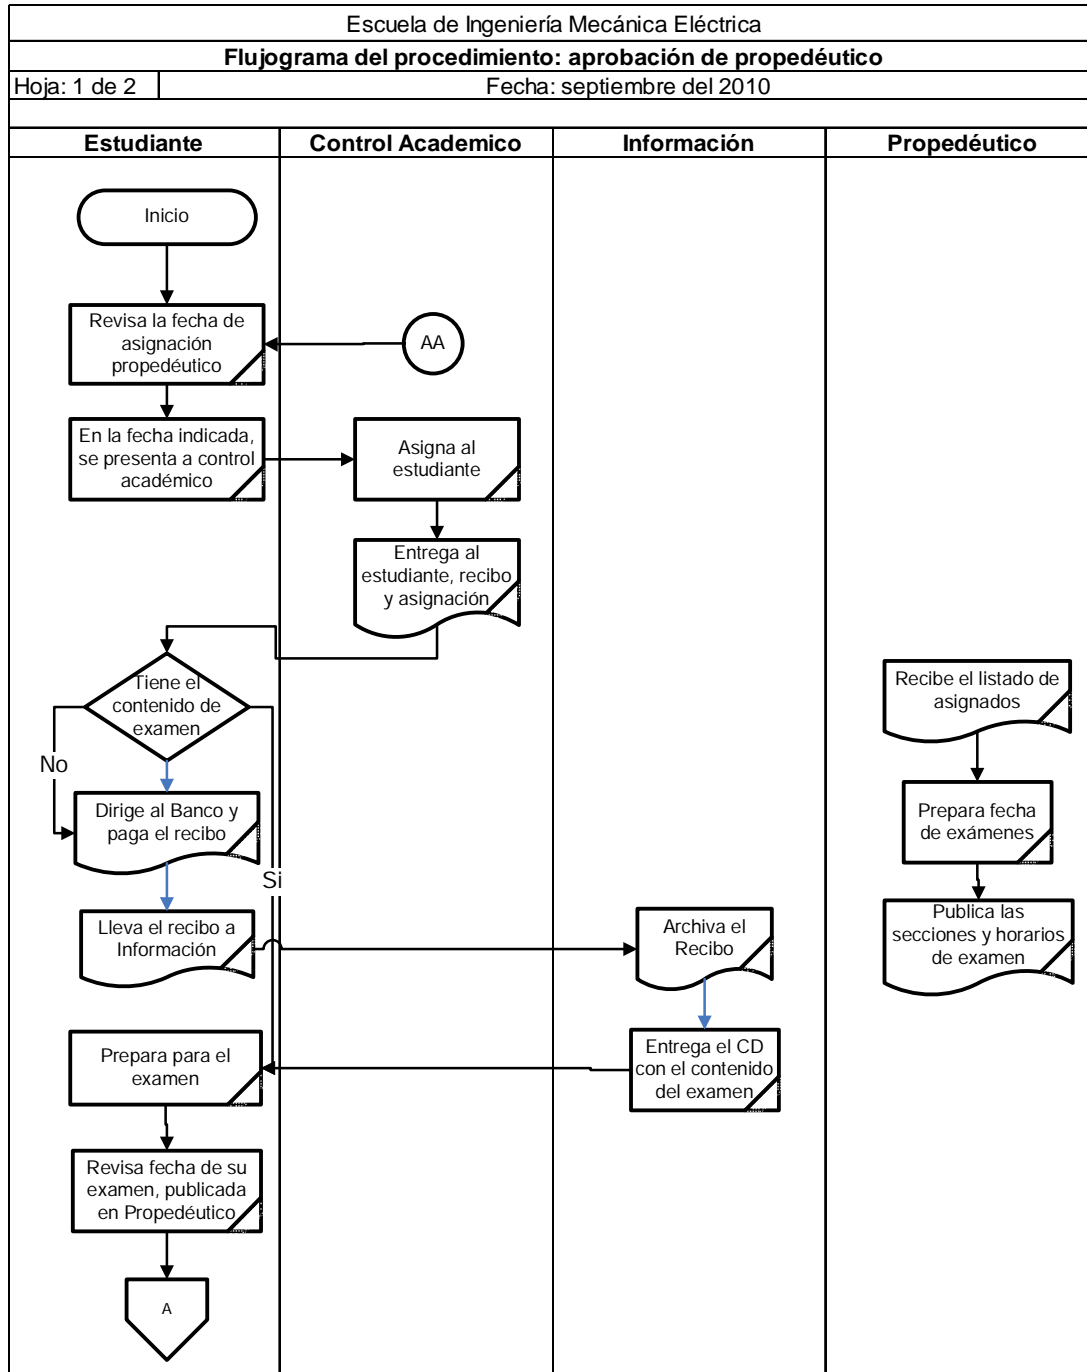 Escuela de Ingeniería Mecánica Eléctrica
Flujograma del procedimiento: aprobación de propedéutico
Hoja: 1 de 2
Fecha: septiembre del 2010
Estudiante
Control Academico
Información
Propedéutico
Inicio
Revisa la fecha de
asignación
propedéutico
AA
En la fecha indicada,
se presenta a control
académico
Asigna al
estudiante
Entrega al
estudiante, recibo
y asignación
Tiene el
contenido de
examen
Recibe el listado de
asignados
No
Dirige al Banco y
paga el recibo
Prepara fecha
de exámenes
Si
Lleva el recibo a
Información
Archiva el
Recibo
Publica las
secciones y horarios
de examen
Prepara para el
examen
Entrega el CD
con el contenido
del examen
Revisa fecha de su
examen, publicada
en Propedéutico
A